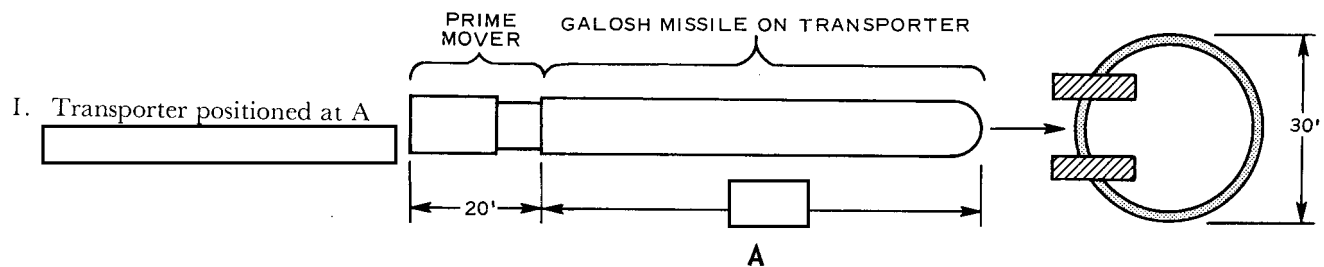 PRIME
MOVER
GALOSH MISSILE ON TRANSPORTER
I. Transporter positioned at A
30'
20'
A